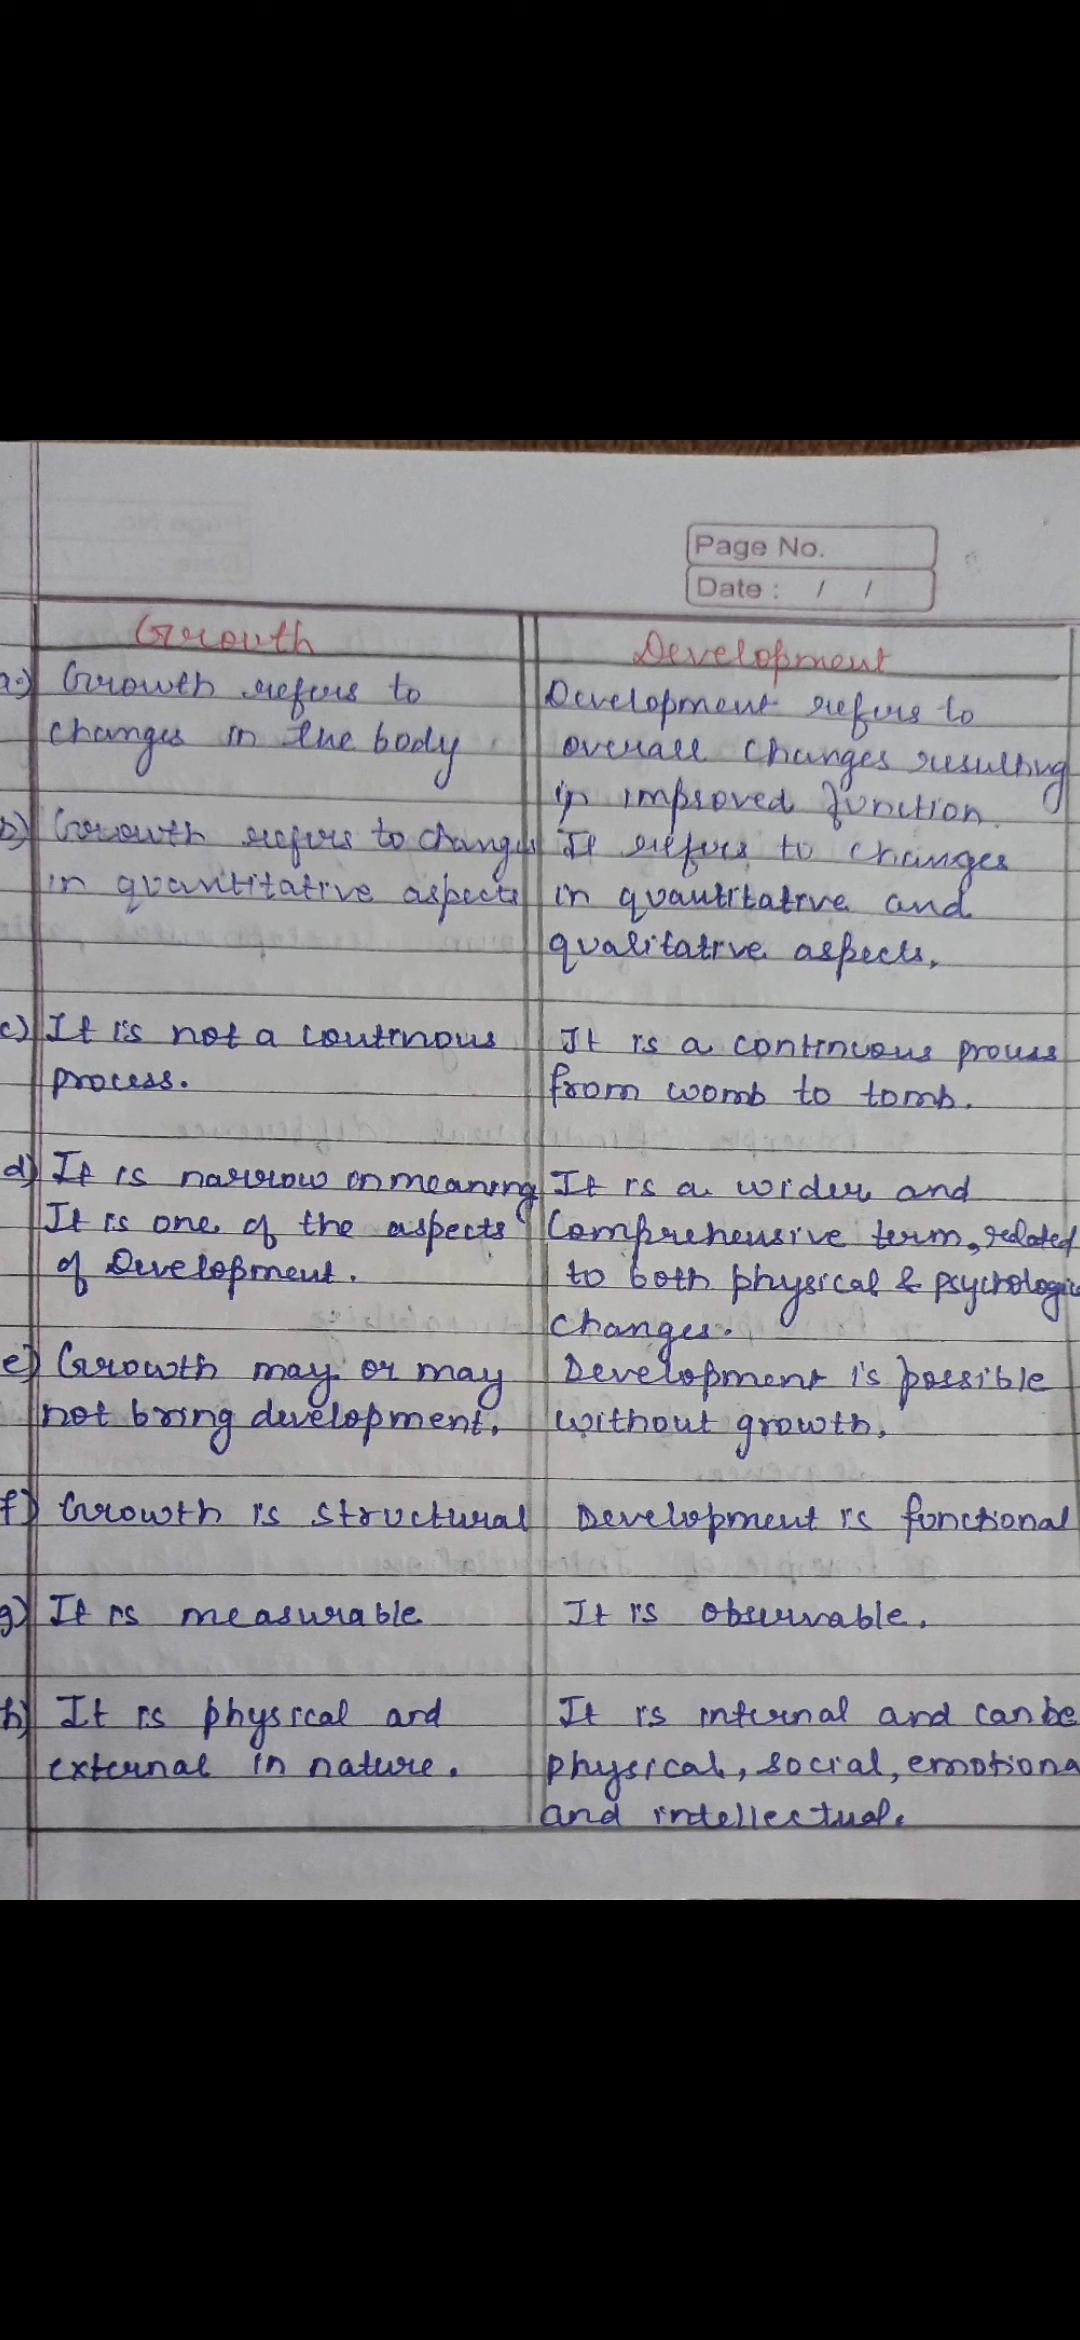 Page No.
Date : / /
Growth
Development
a) Growth refers to
changes in the body
Development refers to
overall changes resulting
in improved function.
b) Growth refers to changes
in quantitative aspects
It refers to changes
in quantitative and
qualitative aspects.
c) It is not a continous
process.
It is a continuous process
from womb to tomb.
d) It is narrow in meaning
It is one of the aspects
of Development.
It is a wider and
Comprehensive term, related
to both physical & psychologic
changes.
e) Growth may or may
not bring development.
Development is possible
without growth.
f) Growth is structural
Development is functional
g) It is measurable
It is observable.
h) It is physical and
external in nature.
It is internal and can be
physical, social, emotiona
and intellectual.